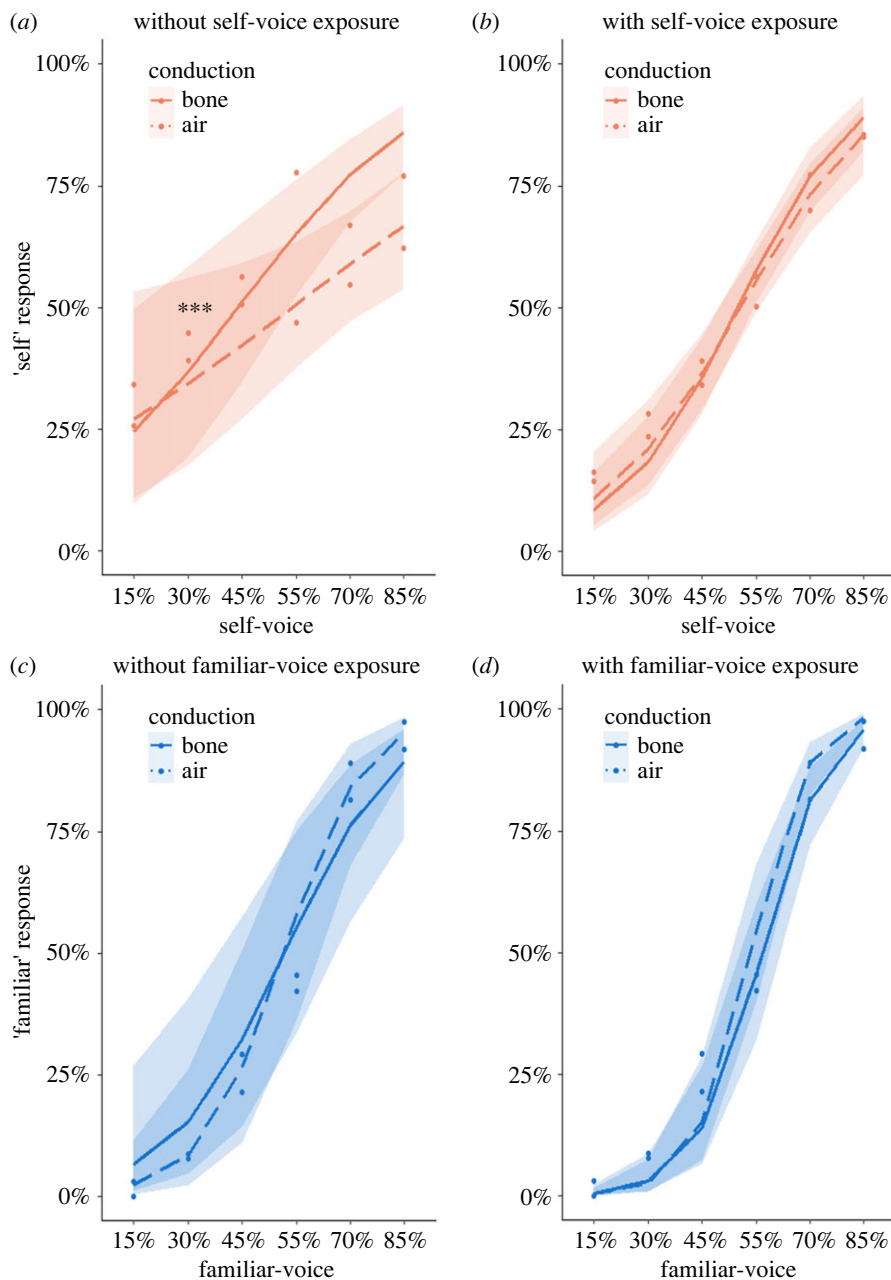 (a) without self-voice exposure
conduction
bone
air
100%
75%
50%
25%
0%
'self' response
***
15% 30% 45% 55% 70% 85%
self-voice
(b) with self-voice exposure
conduction
bone
air
100%
75%
50%
25%
0%
15% 30% 45% 55% 70% 85%
self-voice
(c) without familiar-voice exposure
conduction
bone
air
100%
75%
50%
25%
0%
'familiar' response
15% 30% 45% 55% 70% 85%
familiar-voice
(d) with familiar-voice exposure
conduction
bone
air
100%
75%
50%
25%
0%
15% 30% 45% 55% 70% 85%
familiar-voice